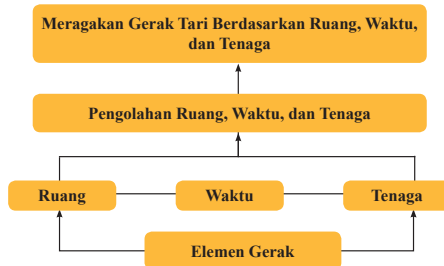 Meragakan Gerak Tari Berdasarkan Ruang, Waktu,
dan Tenaga
Pengolahan Ruang, Waktu, dan Tenaga
Ruang
Waktu
Tenaga
Elemen Gerak